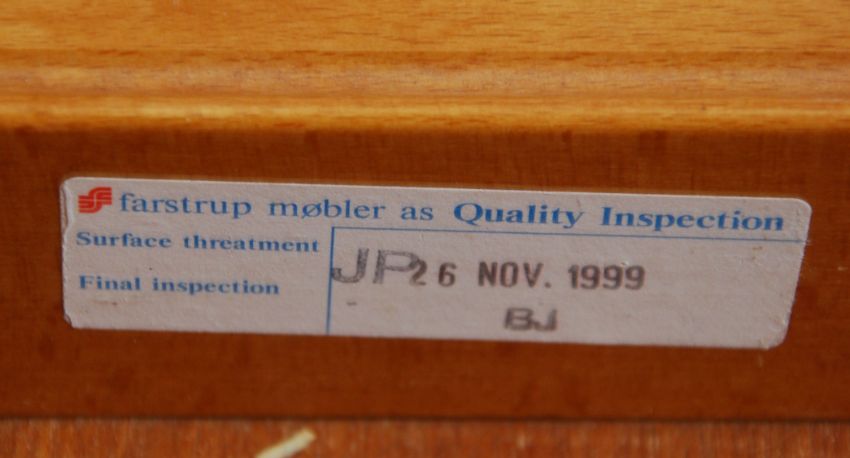 farstrup møbler as Quality Inspection
Surface threatment JP 26 NOV. 1999
Final inspection BJ